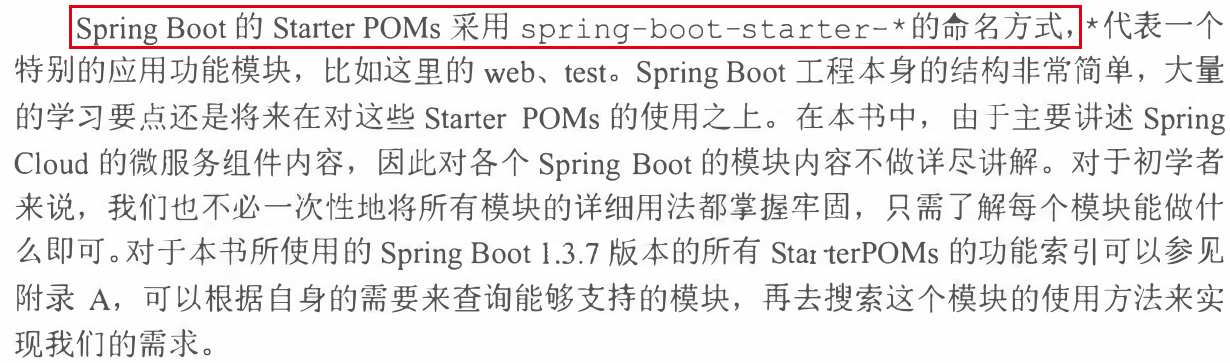 Spring Boot 的 Starter POMs 采用 spring-boot-starter-*的命名方式,*代表一个
特别的应用功能模块，比如这里的 web、test。Spring Boot 工程本身的结构非常简单，大量
的学习要点还是将来在对这些 Starter POMs 的使用之上。在本书中，由于主要讲述 Spring
Cloud 的微服务组件内容，因此对各个 Spring Boot 的模块内容不做详尽讲解。对于初学者
来说，我们也不必一次性地将所有模块的详细用法都掌握牢固，只需了解每个模块能做什
么即可。对于本书所使用的 Spring Boot 1.3.7 版本的所有 StarterPOMs 的功能索引可以参见
附录 A，可以根据自身的需要来查询能够支持的模块，再去搜索这个模块的使用方法来实
现我们的需求。